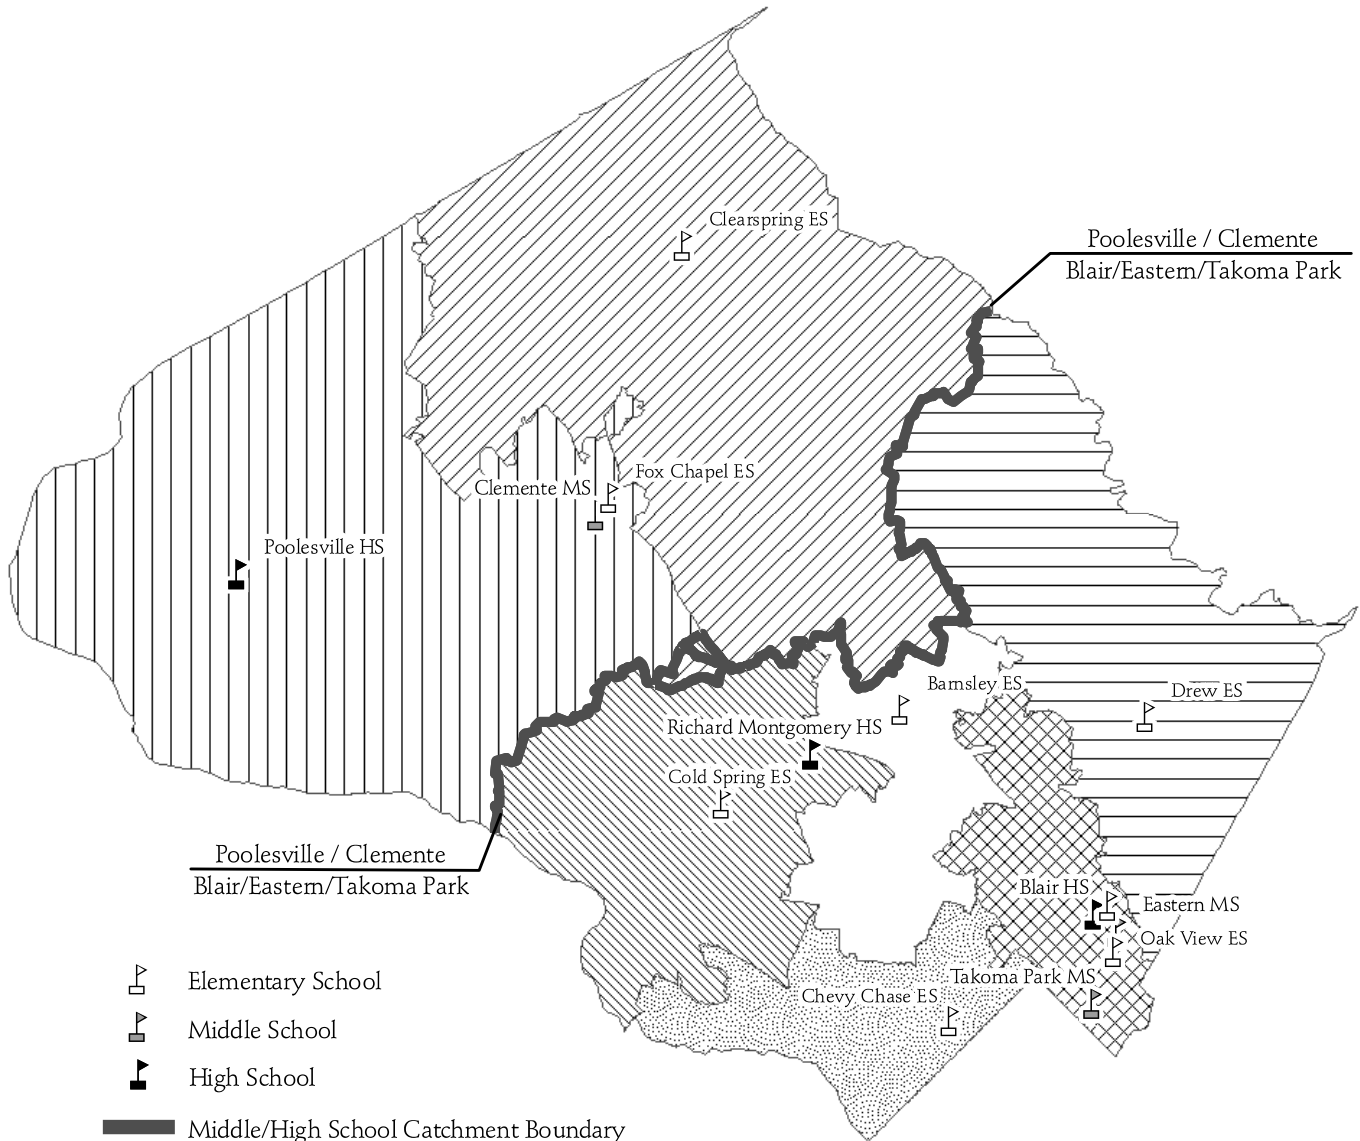 Clearspring ES
Poolesville / Clemente
Blair/Eastern/Takoma Park
Fox Chapel ES
Clemente MS
Poolesville HS
Barnsley ES
Drew ES
Richard Montgomery HS
Cold Spring ES
Poolesville / Clemente
Blair/Eastern/Takoma Park
Blair HS
Eastern MS
Oak View ES
Takoma Park MS
Chevy Chase ES
Elementary School
Middle School
High School
Middle/High School Catchment Boundary